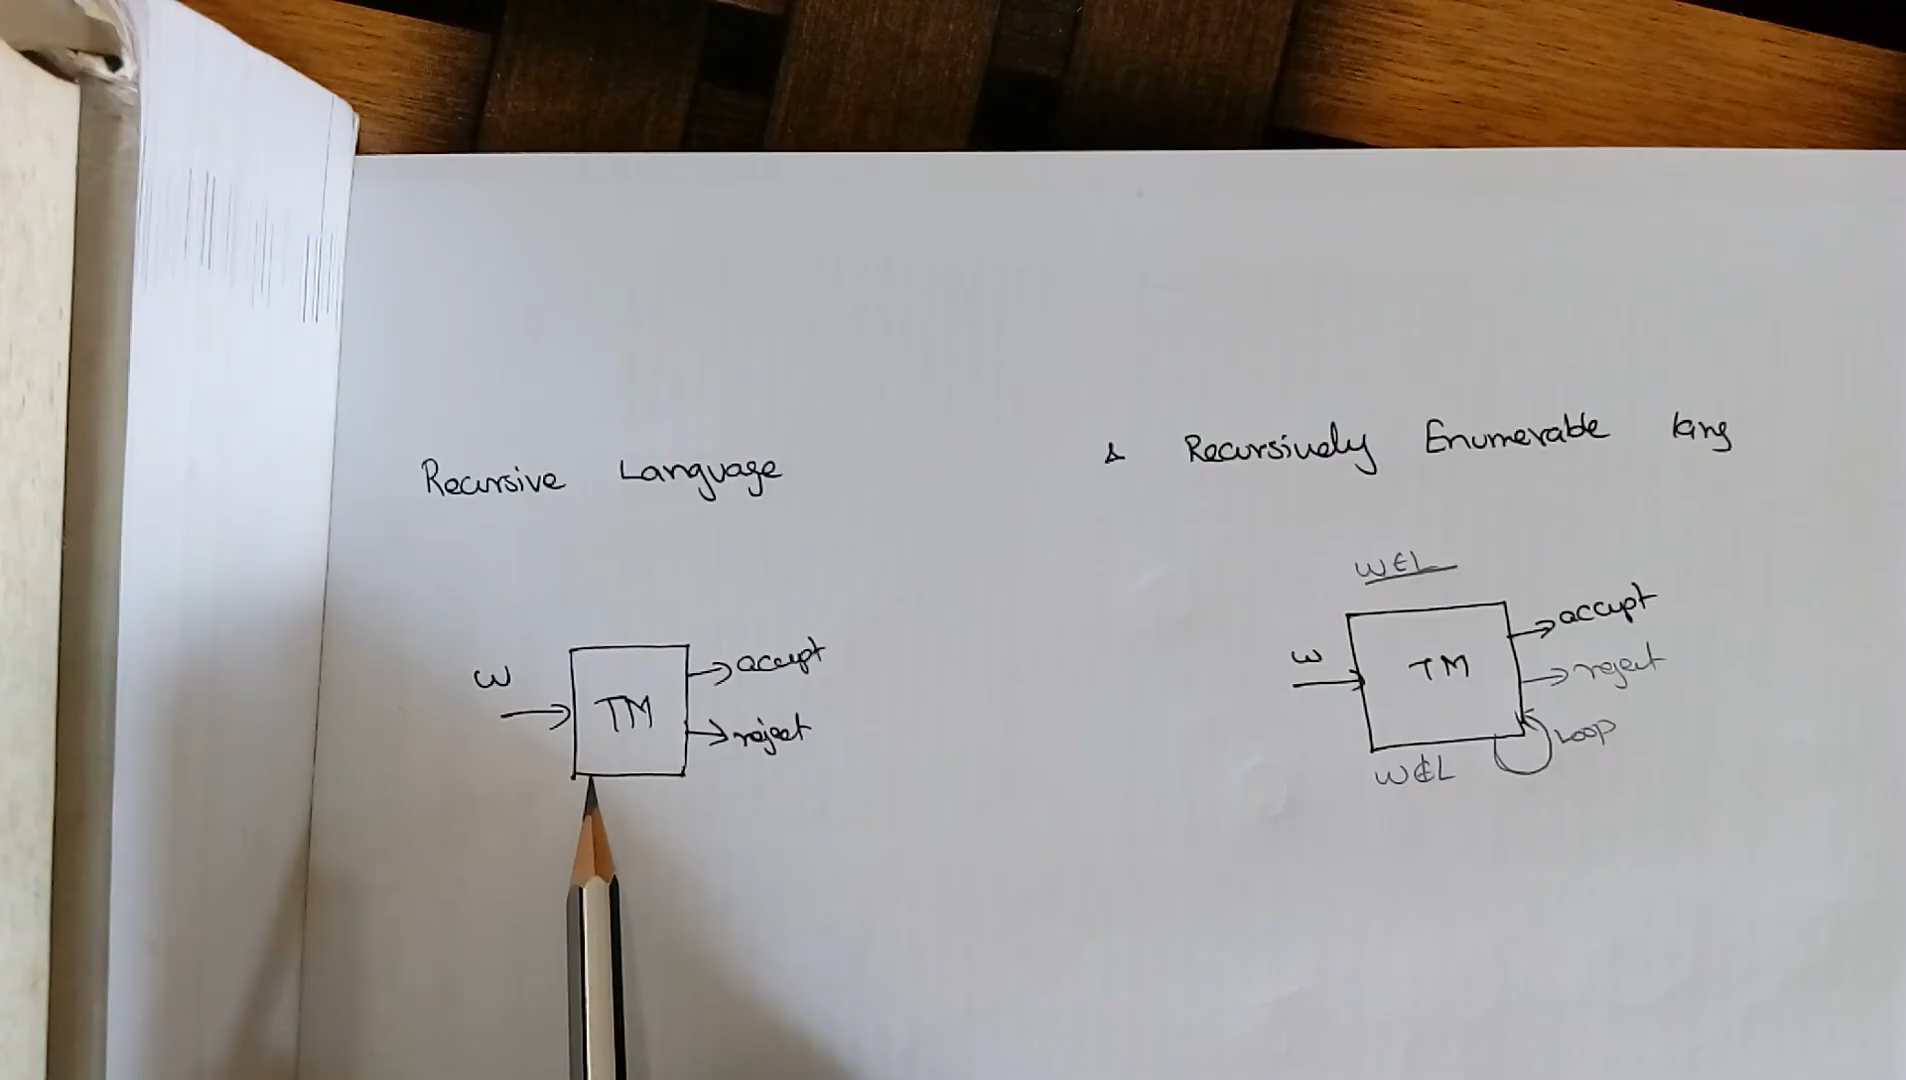 Recursive Language
& Recursively Enumerable lang
w
TM
accept
reject
W∈L
w
TM
accept
reject
Loop
W∉L